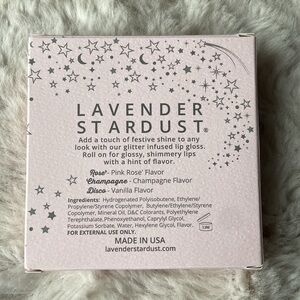 LAVENDER
STARDUST®
Add a touch of festive shine to any
look with our glitter infused lip gloss.
Roll on for glossy, shimmery lips
with a hint of flavor.
Rosé - Pink Rose' Flavor
Champagne - Champagne Flavor
Disco - Vanilla Flavor
Ingredients: Hydrogenated Polyisobutene, Ethylene/
Propylene/Styrene Copolymer, Butylene/Ethylene/Styrene
Copolymer, Mineral Oil, D&C Colorants, Polyethylene
Terephthalate, Phenoxyethanol, Caprylyl Glycol,
Potassium Sorbate, Water, Hexylene Glycol, Flavor.
FOR EXTERNAL USE ONLY.
MADE IN USA
lavenderstardust.com
12M